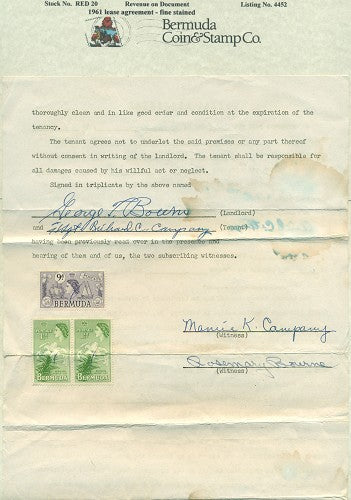 Stock No. RED 20 Revenue on Document Listing No. 4452
1961 lease agreement - fine stained
Bermuda
Coin&Stamp Co.
thoroughly clean and in like good order and condition at the expiration of the
tenancy.
The tenant agrees not to underlet the said premises or any part thereof
without consent in writing of the landlord. The tenant shall be responsible for
all damages caused by his willful act or neglect.
Signed in triplicate by the above named
George T. Bourne (Landlord)
and Richard C. Campany (Tenant)
having been previously read over in the presence and
hearing of them and of us, the two subscribing witnesses.
9D
BERMUDA
Mamie K. Campany
(Witness)
Rosemary Bourne
(Witness)
BERMUDA BERMUDA